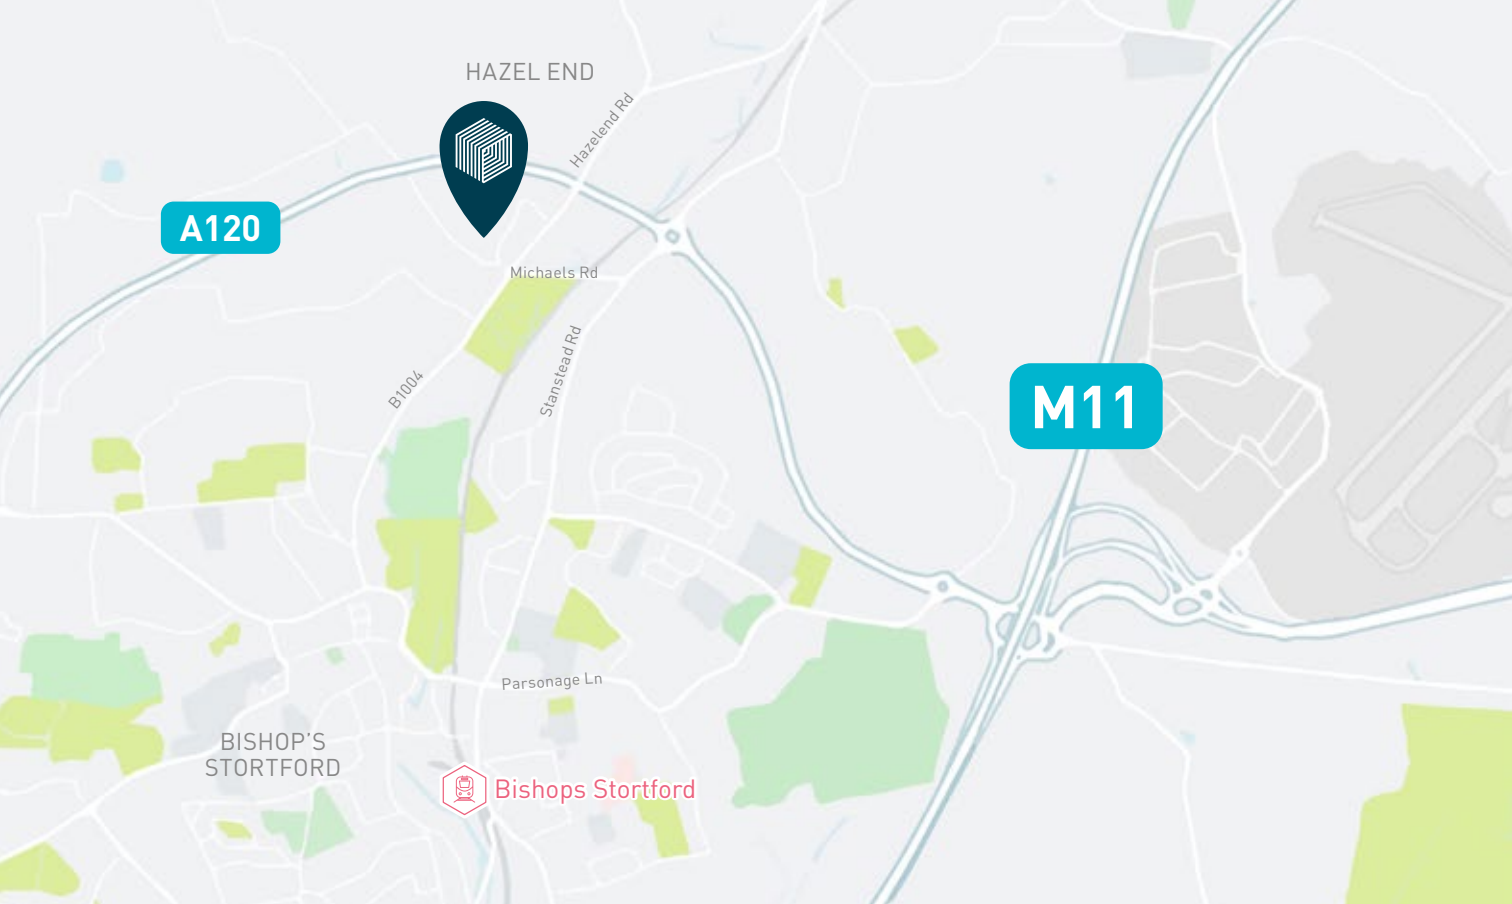 HAZEL END
Hazelend Rd
A120
Michaels Rd
Stanstead Rd
B1004
M11
Parsonage Ln
BISHOP'S
STORTFORD
Bishops Stortford